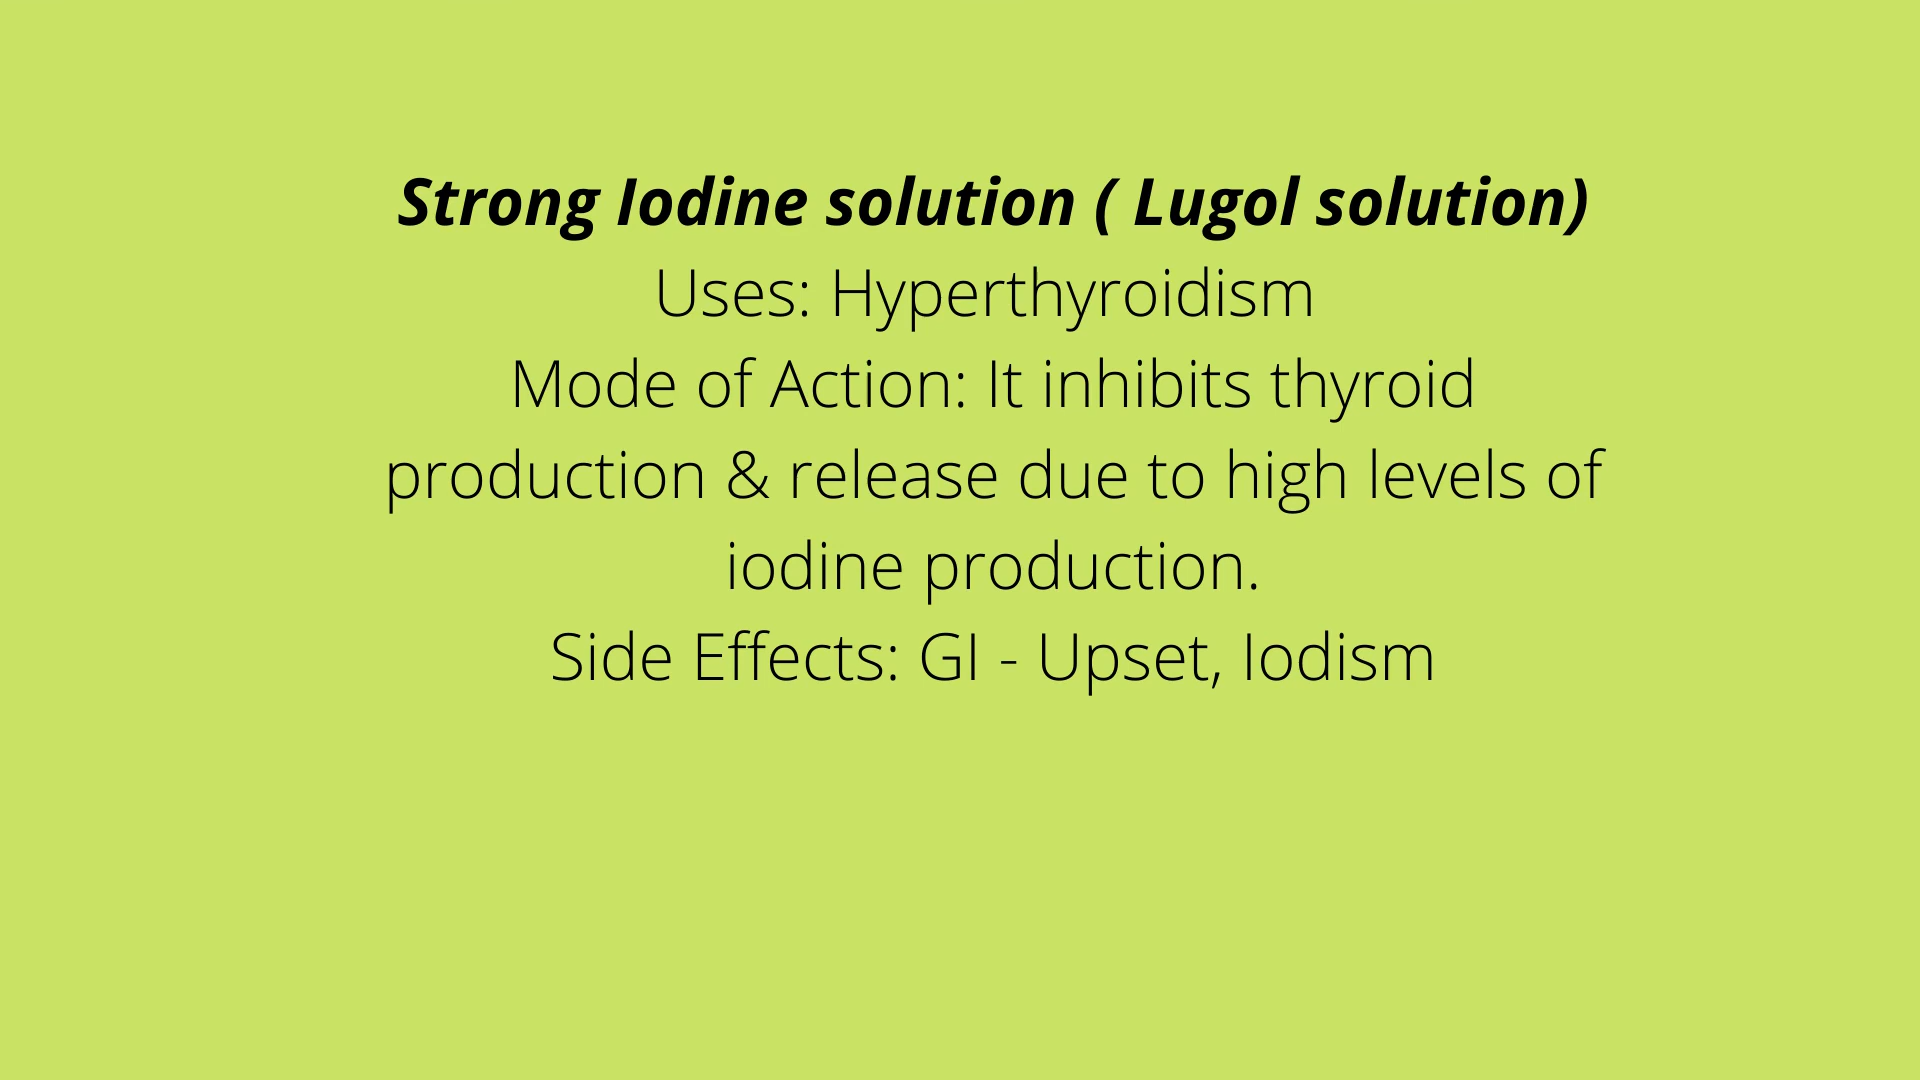 Strong Iodine solution ( Lugol solution)
Uses: Hyperthyroidism
Mode of Action: It inhibits thyroid
production & release due to high levels of
iodine production.
Side Effects: GI - Upset, Iodism